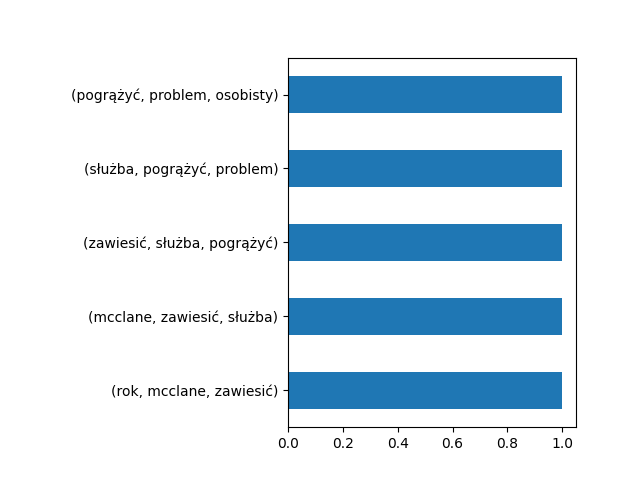 (pogrążyć, problem, osobisty)
(służba, pogrążyć, problem)
(zawiesić, służba, pogrążyć)
(mcclane, zawiesić, służba)
(rok, mcclane, zawiesić)
0.0 0.2 0.4 0.6 0.8 1.0